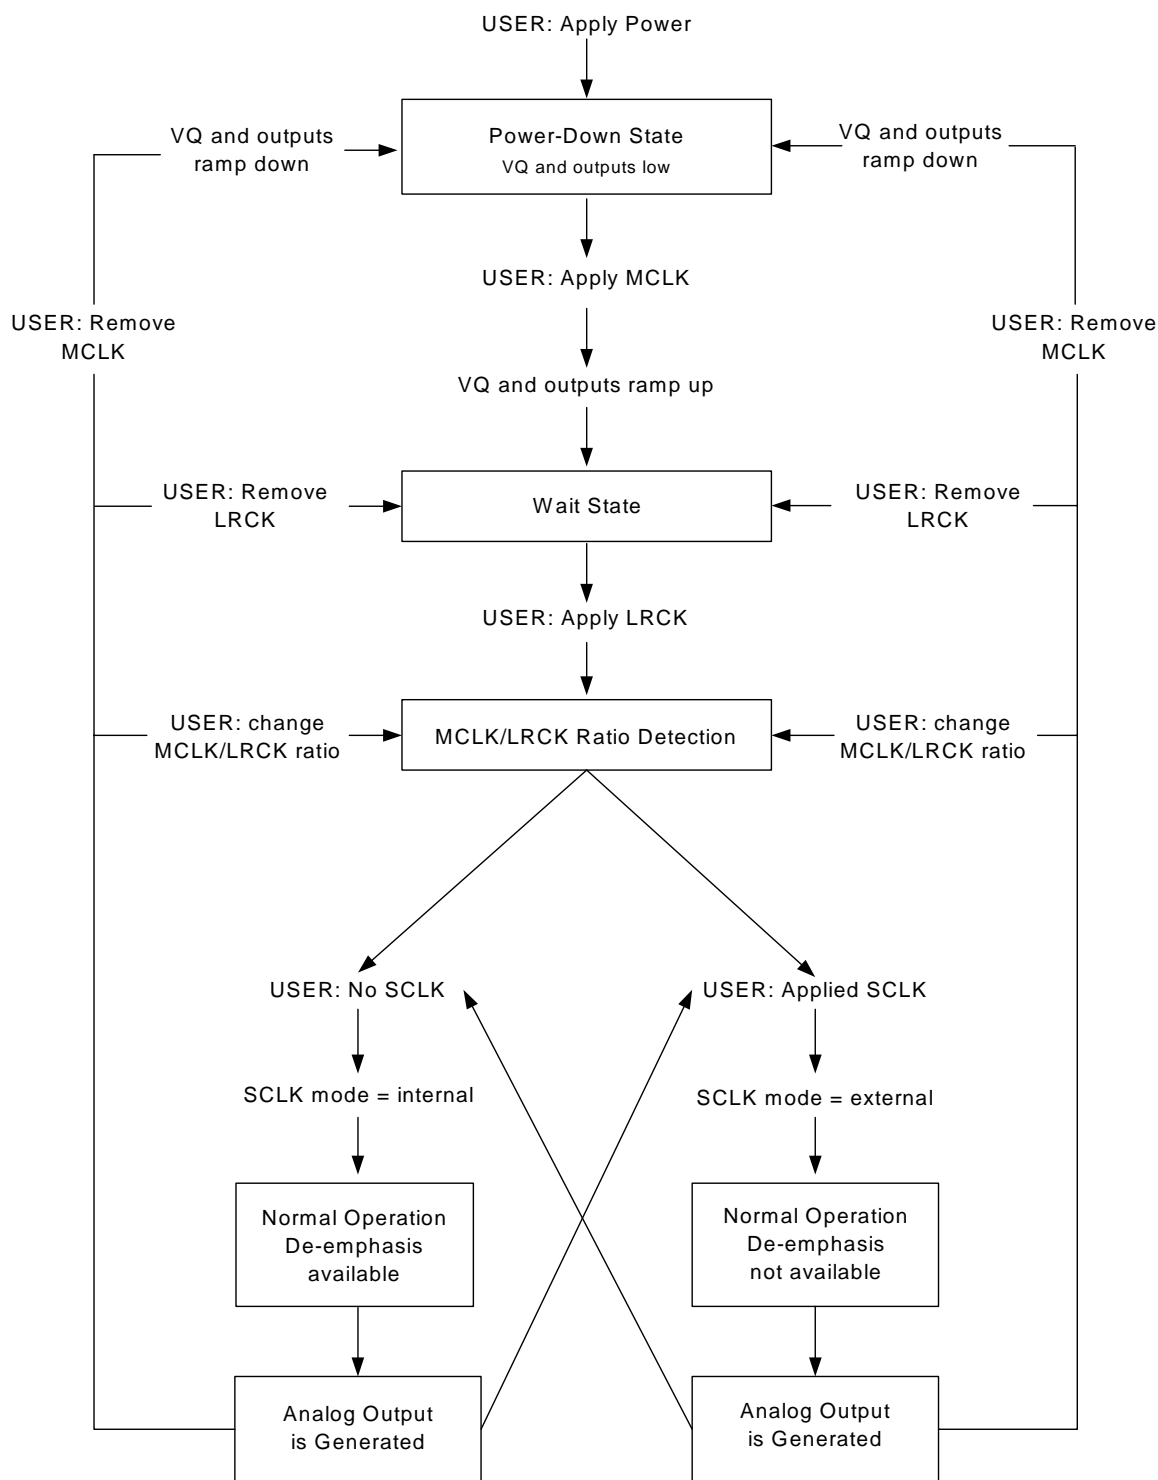 USER: Apply Power
VQ and outputs
ramp down
Power-Down State
VQ and outputs low
VQ and outputs
ramp down
USER: Apply MCLK
USER: Remove
MCLK
USER: Remove
MCLK
VQ and outputs ramp up
USER: Remove
LRCK
Wait State
USER: Remove
LRCK
USER: Apply LRCK
USER: change
MCLK/LRCK ratio
MCLK/LRCK Ratio Detection
USER: change
MCLK/LRCK ratio
USER: No SCLK
USER: Applied SCLK
SCLK mode = internal
SCLK mode = external
Normal Operation
De-emphasis
available
Normal Operation
De-emphasis
not available
Analog Output
is Generated
Analog Output
is Generated